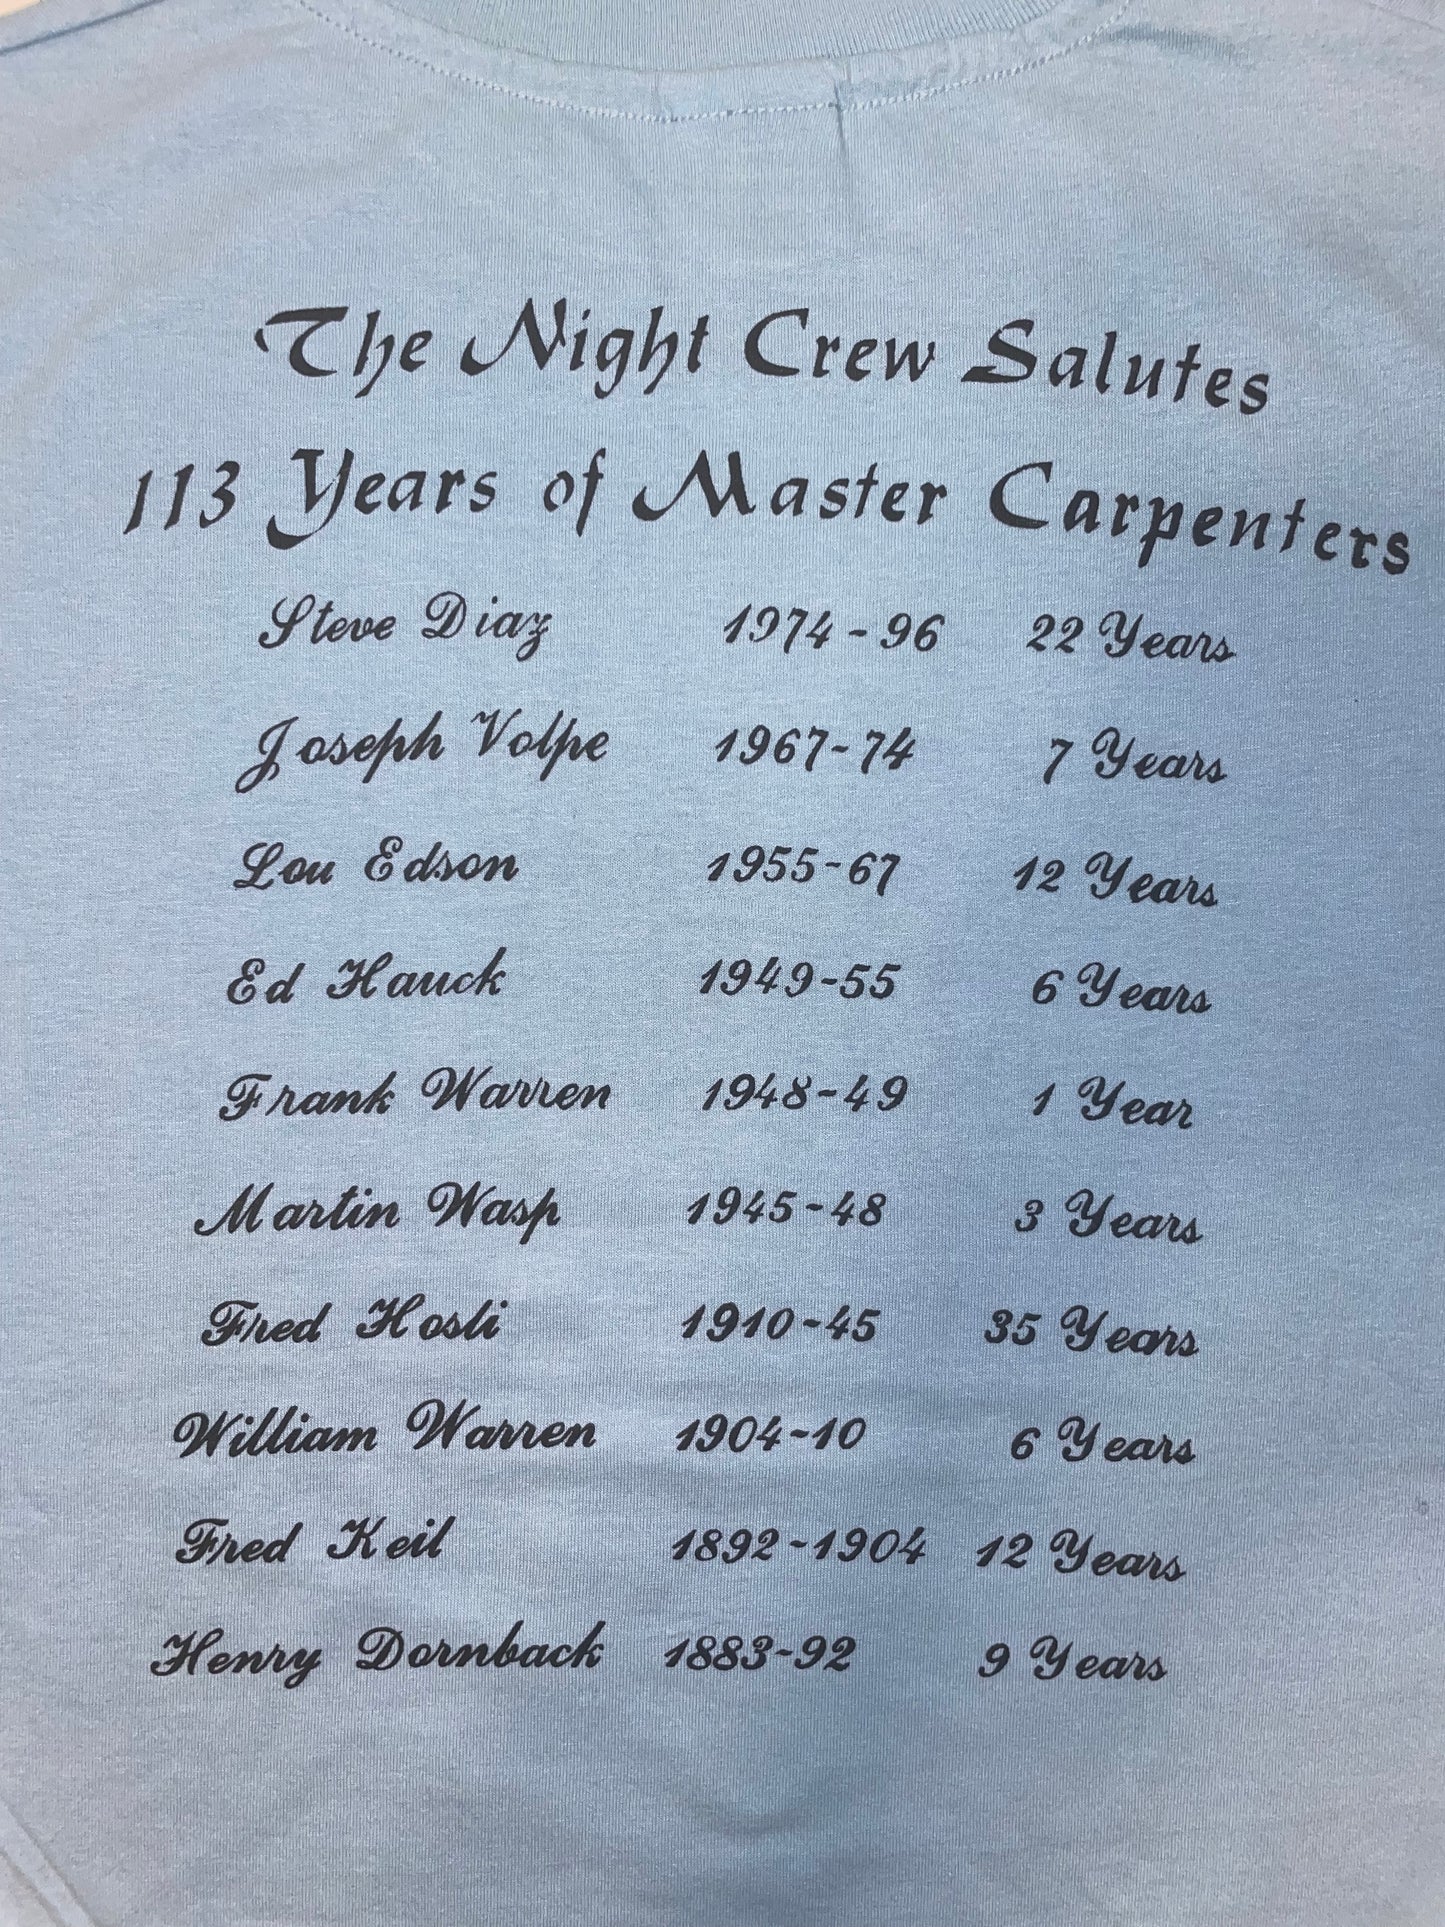 The Night Crew Salutes
113 Years of Master Carpenters
Steve Diaz 1974-96 22 Years
Joseph Volpe 1967-74 7 Years
Lou Edson 1955-67 12 Years
Ed Hauck 1949-55 6 Years
Frank Warren 1948-49 1 Year
Martin Wasp 1945-48 3 Years
Fred Hosli 1910-45 35 Years
William Warren 1904-10 6 Years
Fred Keil 1892-1904 12 Years
Henry Dornback 1883-92 9 Years